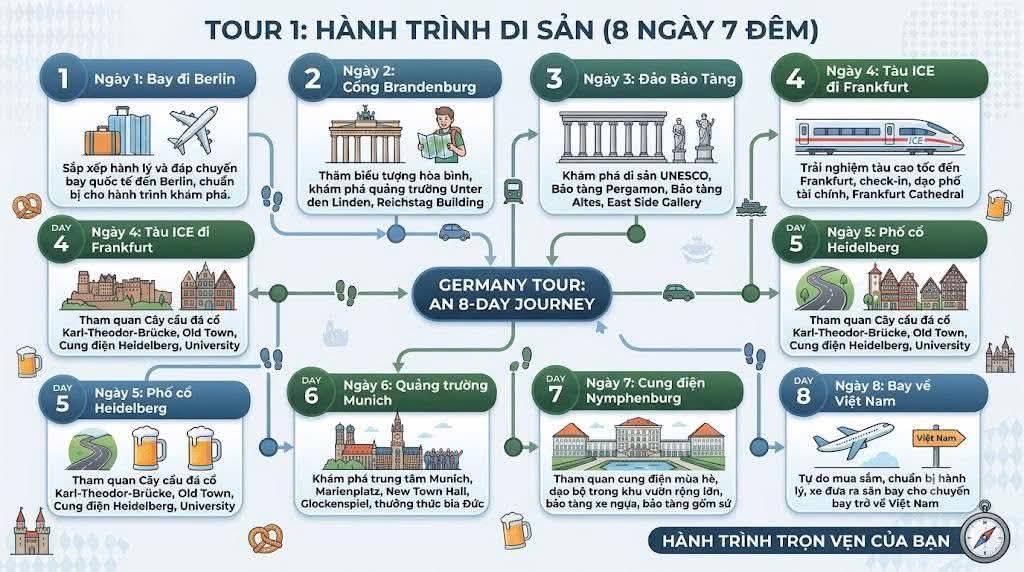 TOUR 1: HÀNH TRÌNH DI SẢN (8 NGÀY 7 ĐÊM)
1
Ngày 1: Bay đi Berlin
Sắp xếp hành lý và đáp chuyến
bay quốc tế đến Berlin, chuẩn
bị cho hành trình khám phá.
2
Ngày 2:
Cổng Brandenburg
Thăm biểu tượng hòa bình,
khám phá quảng trường Unter
den Linden, Reichstag Building
3
Ngày 3: Đảo Bảo Tàng
Khám phá di sản UNESCO,
Bảo tàng Pergamon, Bảo tàng
Altes, East Side Gallery
4
Ngày 4: Tàu ICE
đi Frankfurt
ICE
Trải nghiệm tàu cao tốc đến
Frankfurt, check-in, dạo phố
tài chính, Frankfurt Cathedral
DAY
4
Ngày 4: Tàu ICE đi
Frankfurt
Tham quan Cây cầu đá cổ
Karl-Theodor-Brücke, Old Town,
Cung điện Heidelberg, University
GERMANY TOUR:
AN 8-DAY JOURNEY
DAY
5
Ngày 5: Phố cổ
Heidelberg
Tham quan Cây cầu đá cổ
Karl-Theodor-Brücke, Old Town,
Cung điện Heidelberg, University
DAY
5
Ngày 5: Phố cổ
Heidelberg
Tham quan Cây cầu đá cổ
Karl-Theodor-Brücke, Old Town,
Cung điện Heidelberg, University
DAY
6
Ngày 6: Quảng trường
Munich
Khám phá trung tâm Munich,
Marienplatz, New Town Hall,
Glockenspiel, thưởng thức bia Đức
DAY
7
Ngày 7: Cung điện
Nymphenburg
Tham quan cung điện mùa hè,
dạo bộ trong khu vườn rộng lớn,
bảo tàng xe ngựa, bảo tàng gốm sứ
DAY
8
Ngày 8: Bay về
Việt Nam
Việt Nam
Tự do mua sắm, chuẩn bị hành
lý, xe đưa ra sân bay cho chuyến
bay trở về Việt Nam
HÀNH TRÌNH TRỌN VẸN CỦA BẠN